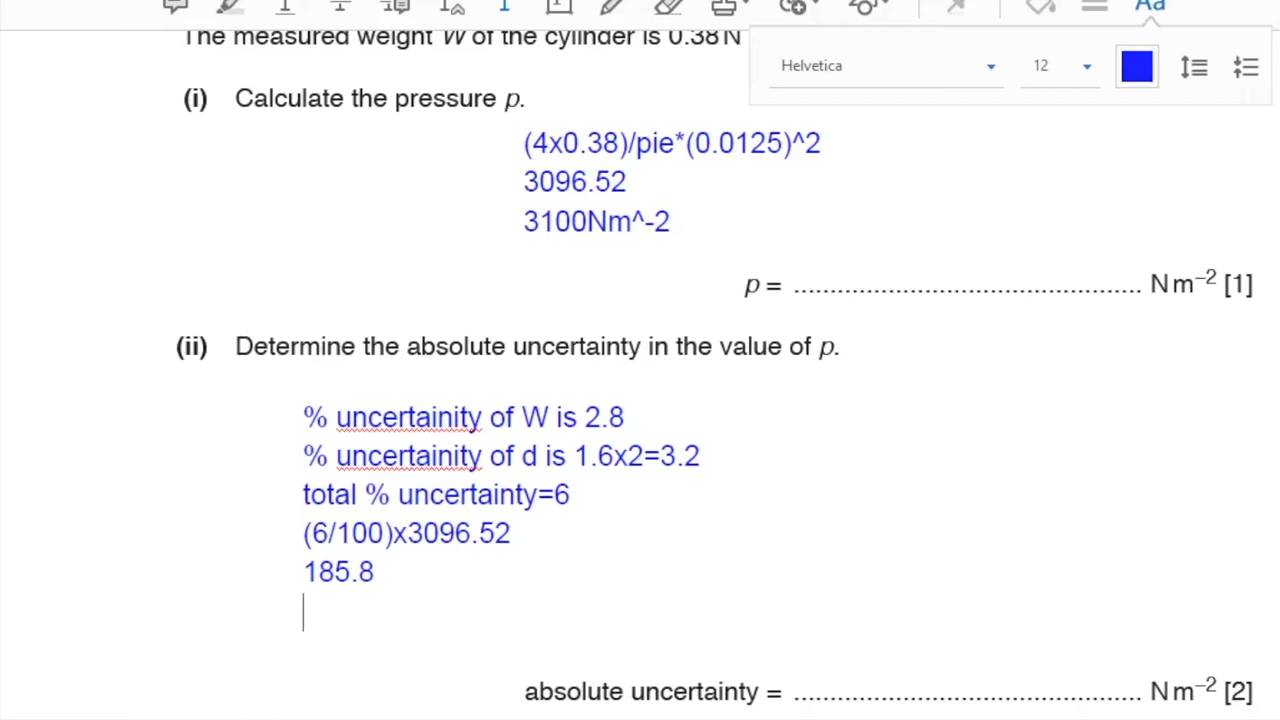 Aa
The measured weight W of the cylinder is 0.38 N
Helvetica
12
(i) Calculate the pressure p.
(4x0.38)/pie*(0.0125)^2
3096.52
3100Nm^-2
p = ................................................ N m⁻² [1]
(ii) Determine the absolute uncertainty in the value of p.
% uncertainity of W is 2.8
% uncertainity of d is 1.6x2=3.2
total % uncertainty=6
(6/100)x3096.52
185.8
absolute uncertainty = ................................................ N m⁻² [2]